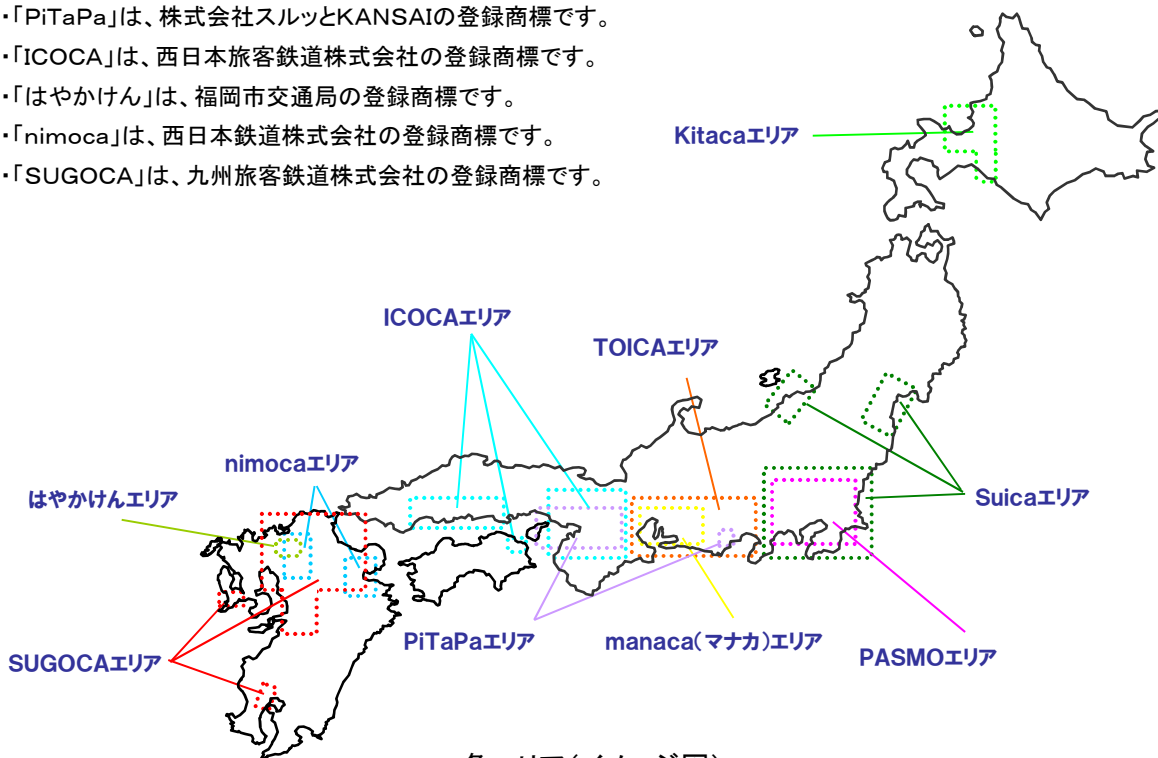 ・「PiTaPa」は、株式会社スルッとKANSAIの登録商標です。
・「ICOCA」は、西日本旅客鉄道株式会社の登録商標です。
・「はやかけん」は、福岡市交通局の登録商標です。
・「nimoca」は、西日本鉄道株式会社の登録商標です。
・「SUGOCA」は、九州旅客鉄道株式会社の登録商標です。
Kitacaエリア
ICOCAエリア
TOICAエリア
nimocaエリア
はやかけんエリア
Suicaエリア
PiTaPaエリア
manaca(マナカ)エリア
PASMOエリア
SUGOCAエリア